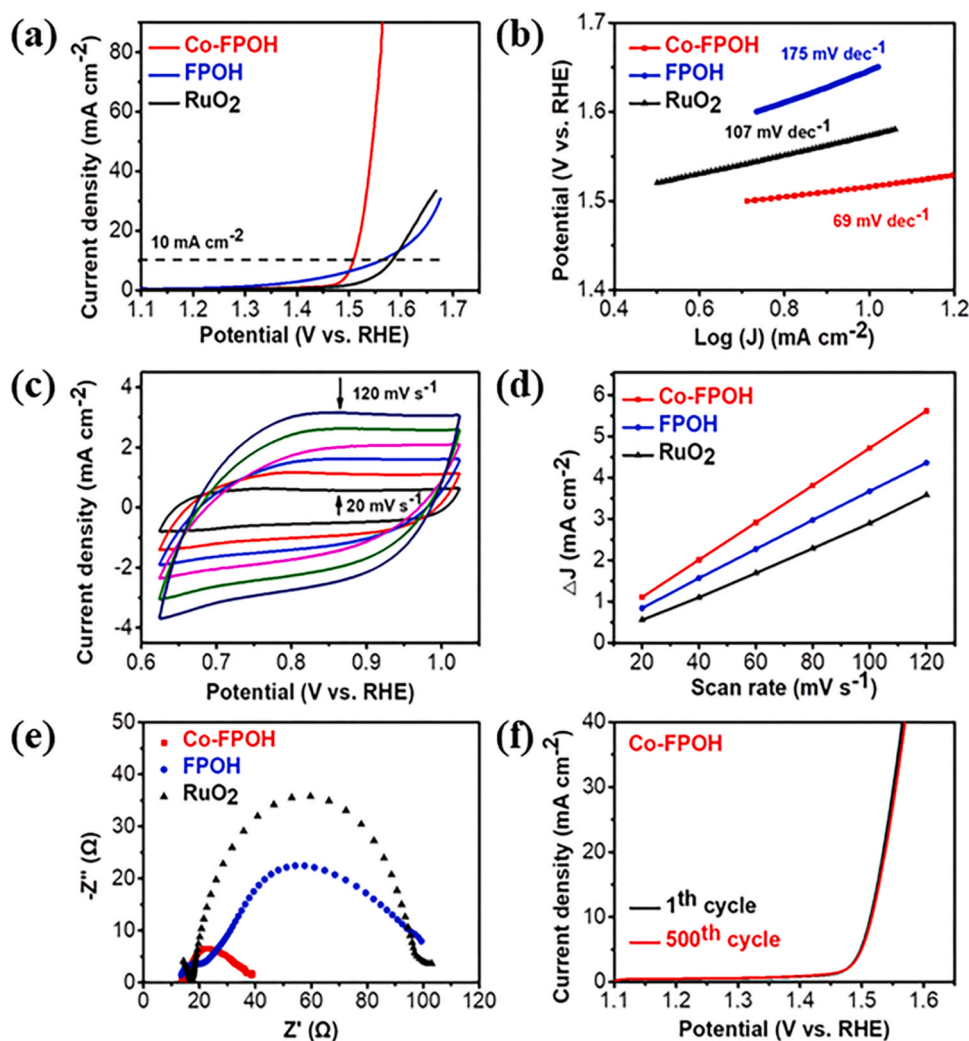 (a)
Co-FPOH
FPOH
RuO₂
10 mA cm⁻²
Current density (mA cm⁻²)
80
60
40
20
0
1.1 1.2 1.3 1.4 1.5 1.6 1.7
Potential (V vs. RHE)
(b)
175 mV dec⁻¹
107 mV dec⁻¹
69 mV dec⁻¹
Co-FPOH
FPOH
RuO₂
Potential (V vs. RHE)
1.7
1.6
1.5
1.4
0.4 0.6 0.8 1.0 1.2
Log (J) (mA cm⁻²)
(c)
120 mV s⁻¹
20 mV s⁻¹
Current density (mA cm⁻²)
4
2
0
-2
-4
0.6 0.7 0.8 0.9 1.0
Potential (V vs. RHE)
(d)
Co-FPOH
FPOH
RuO₂
△J (mA cm⁻²)
6
5
4
3
2
1
0
20 40 60 80 100 120
Scan rate (mV s⁻¹)
(e)
Co-FPOH
FPOH
RuO₂
-Z'' (Ω)
50
40
30
20
10
0
0 20 40 60 80 100 120
Z' (Ω)
(f)
Co-FPOH
1ᵗʰ cycle
500ᵗʰ cycle
Current density (mA cm⁻²)
40
30
20
10
0
1.1 1.2 1.3 1.4 1.5 1.6
Potential (V vs. RHE)